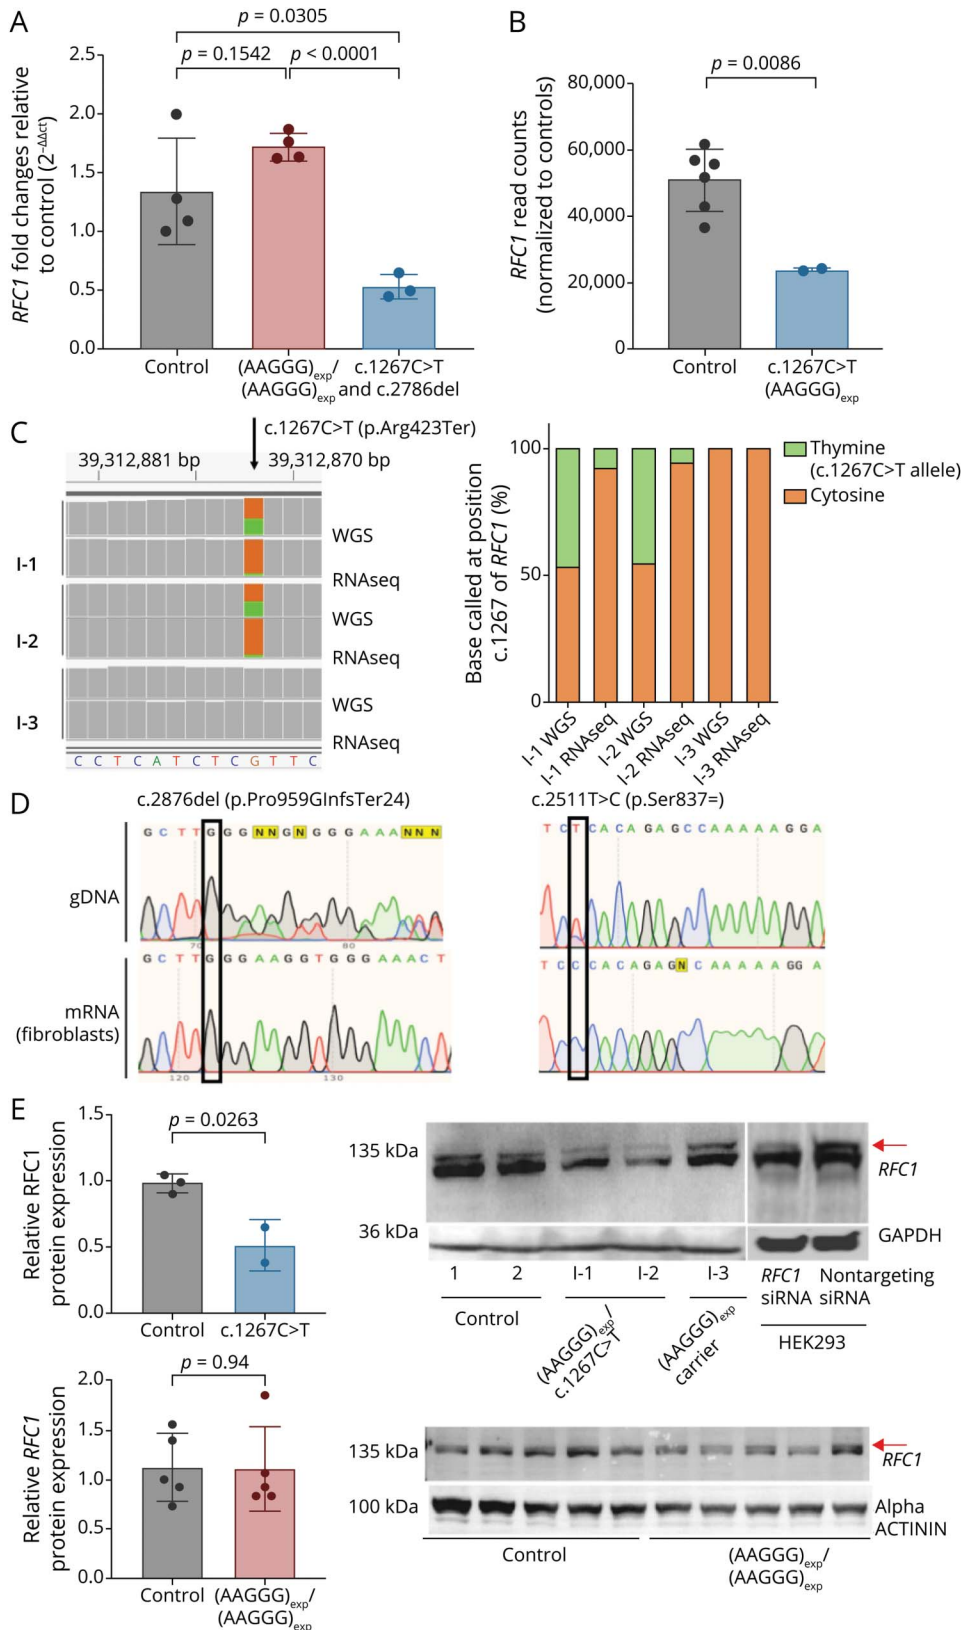 A
p = 0.0305
p = 0.1542
p < 0.0001
RFC1 fold changes relative
to control (2−ΔΔct)
2.5
2.0
1.5
1.0
0.5
0.0
Control
(AAGGG)exp/
(AAGGG)exp
c.1267C>T
and c.2786del
B
p = 0.0086
RFC1 read counts
(normalized to controls)
80,000
60,000
40,000
20,000
0
Control
c.1267C>T
(AAGGG)exp
C
c.1267C>T (p.Arg423Ter)
39,312,881 bp
39,312,870 bp
I-1
WGS
RNAseq
I-2
WGS
RNAseq
I-3
WGS
RNAseq
C C T C A T C T C G T T C
Base called at position
c.1267 of RFC1 (%)
100
50
0
I-1 WGS
I-1 RNAseq
I-2 WGS
I-2 RNAseq
I-3 WGS
I-3 RNAseq
Thymine
(c.1267C>T allele)
Cytosine
D
c.2876del (p.Pro959GInfsTer24)
gDNA
G C T T G G G N N G N G G G A A A N N N
70
80
mRNA
(fibroblasts)
G C T T G G G A A G G T G G G A A A C T
120
130
c.2511T>C (p.Ser837=)
T C T C A C A G A G C C A A A A A G G A
T C C C A C A G A G N C A A A A A G G A
E
p = 0.0263
Relative RFC1
protein expression
1.5
1.0
0.5
0.0
Control
c.1267C>T
135 kDa
RFC1
36 kDa
GAPDH
1
2
I-1
I-2
I-3
RFC1
siRNA
Nontargeting
siRNA
Control
(AAGGG)exp/
c.1267C>T
(AAGGG)exp
carrier
HEK293
p = 0.94
Relative RFC1
protein expression
2.0
1.5
1.0
0.5
0.0
Control
(AAGGG)exp/
(AAGGG)exp
135 kDa
RFC1
100 kDa
Alpha
ACTININ
Control
(AAGGG)exp/
(AAGGG)exp